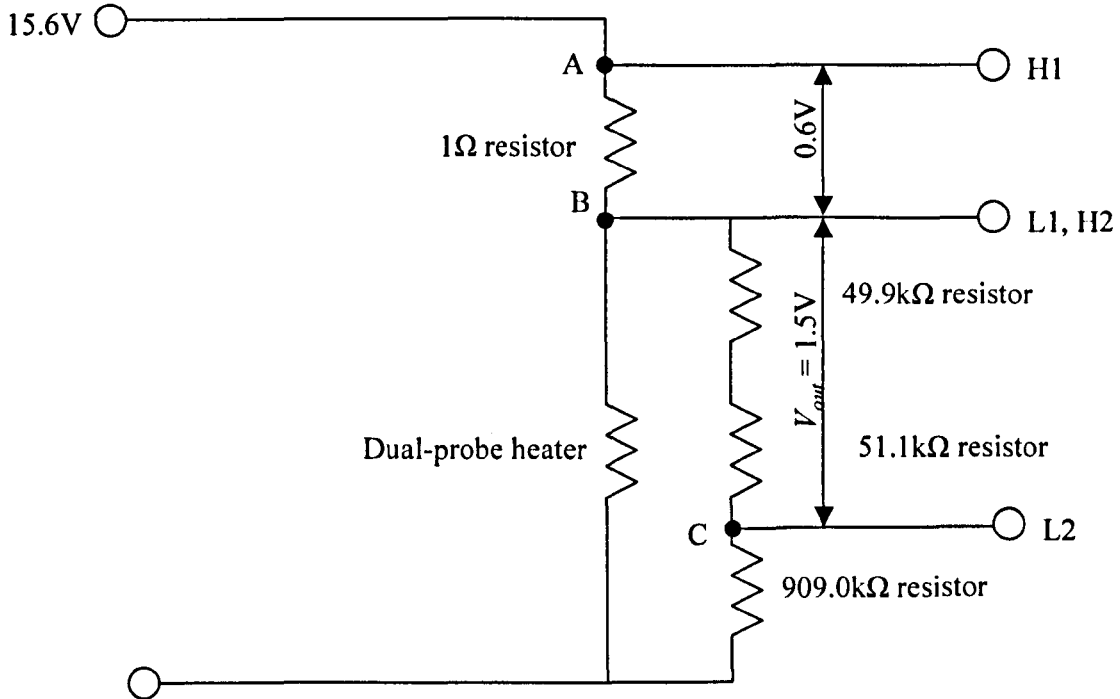 15.6V
A
H1
1Ω resistor
0.6V
B
L1, H2
49.9kΩ resistor
V_out = 1.5V
Dual-probe heater
51.1kΩ resistor
C
L2
909.0kΩ resistor